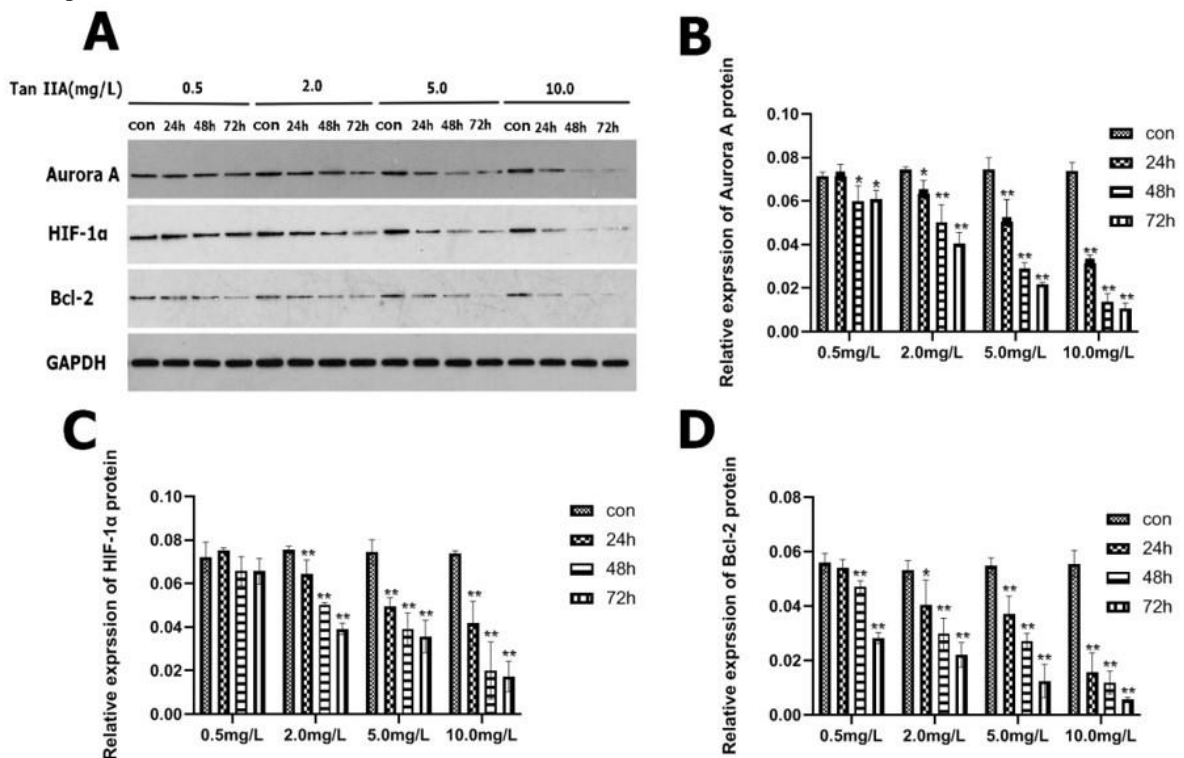 A
Tan IIA(mg/L) 0.5 2.0 5.0 10.0
con 24h 48h 72h con 24h 48h 72h con 24h 48h 72h con 24h 48h 72h
Aurora A
HIF-1α
Bcl-2
GAPDH
B
Relative exprssion of Aurora A protein
0.10
0.08
0.06
0.04
0.02
0.00
* * * ** ** ** ** ** ** ** **
0.5mg/L 2.0mg/L 5.0mg/L 10.0mg/L
con
24h
48h
72h
C
Relative exprssion of HIF-1α protein
0.10
0.08
0.06
0.04
0.02
0.00
** ** ** ** ** ** ** ** **
0.5mg/L 2.0mg/L 5.0mg/L 10.0mg/L
con
24h
48h
72h
D
Relative exprssion of Bcl-2 protein
0.08
0.06
0.04
0.02
0.00
** ** * ** ** ** ** ** ** ** **
0.5mg/L 2.0mg/L 5.0mg/L 10.0mg/L
con
24h
48h
72h